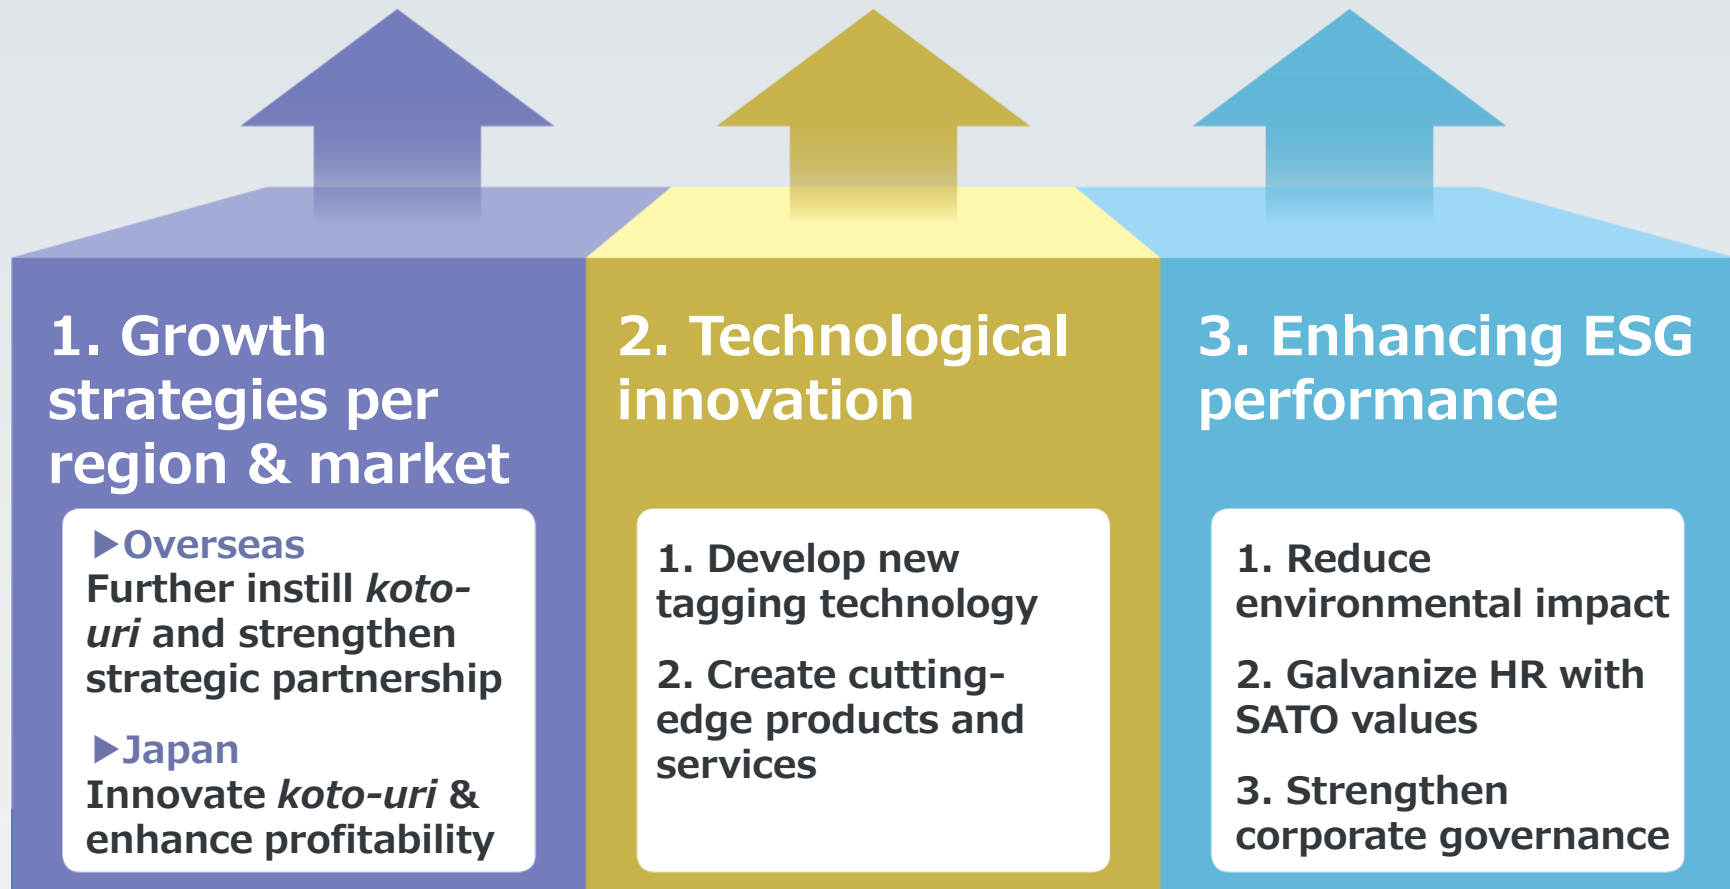 1. Growth
strategies per
region & market
▶Overseas
Further instill koto-
uri and strengthen
strategic partnership
▶Japan
Innovate koto-uri &
enhance profitability
2. Technological
innovation
1. Develop new
tagging technology
2. Create cutting-
edge products and
services
3. Enhancing ESG
performance
1. Reduce
environmental impact
2. Galvanize HR with
SATO values
3. Strengthen
corporate governance